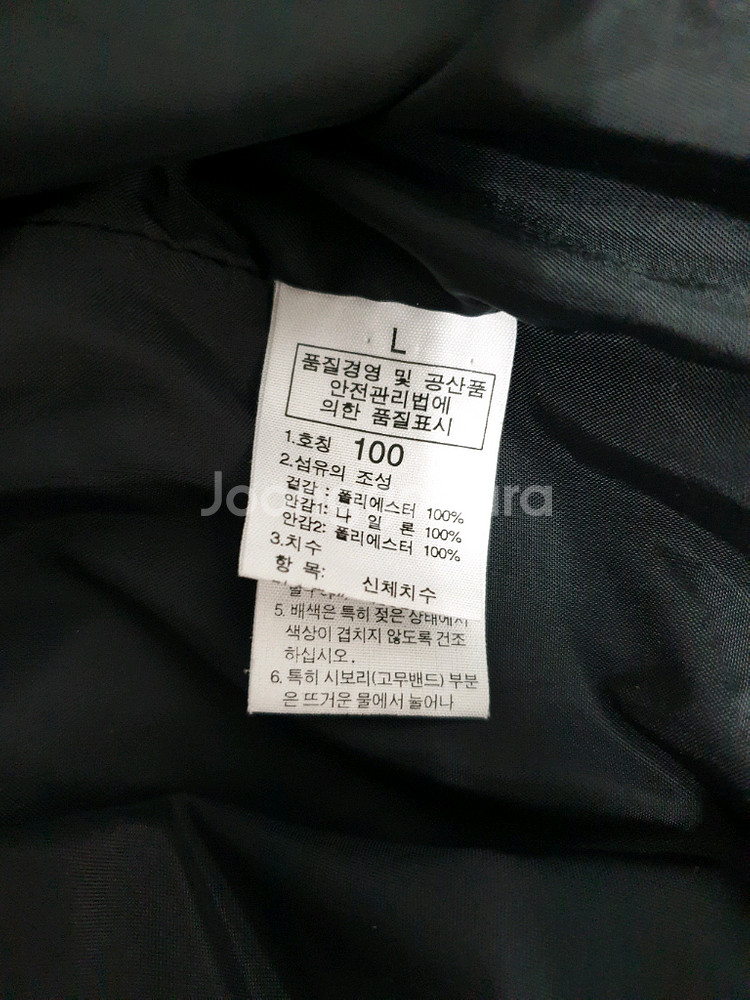 L
품질경영 및 공산품
안전관리법에
의한 품질표시
1.호칭 100
2.섬유의 조성
겉감 : 폴리에스터 100%
안감1: 나 일 론 100%
안감2: 폴리에스터 100%
3.치수
항 목: 신체치수
5. 배색은 특히 젖은 상태에서
색상이 겹치지 않도록 건조
하십시오.
6. 특히 시보리(고무밴드) 부분
은 뜨거운 물에서 늘어나